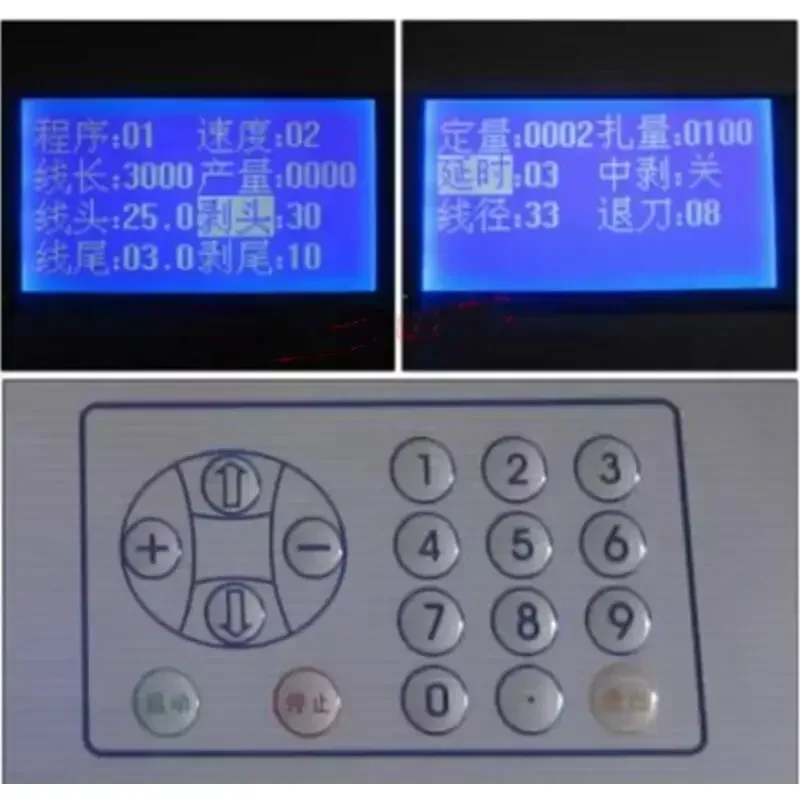 程序:01 速度:02
线长:3000 产量:0000
线头:25.0 剥头:30
线尾:03.0 剥尾:10
定量:0002 扎量:0100
延时:03 中剥:关
线径:33 退刀:08
1 2 3
+ − 4 5 6
7 8 9
启动 停止 0 .